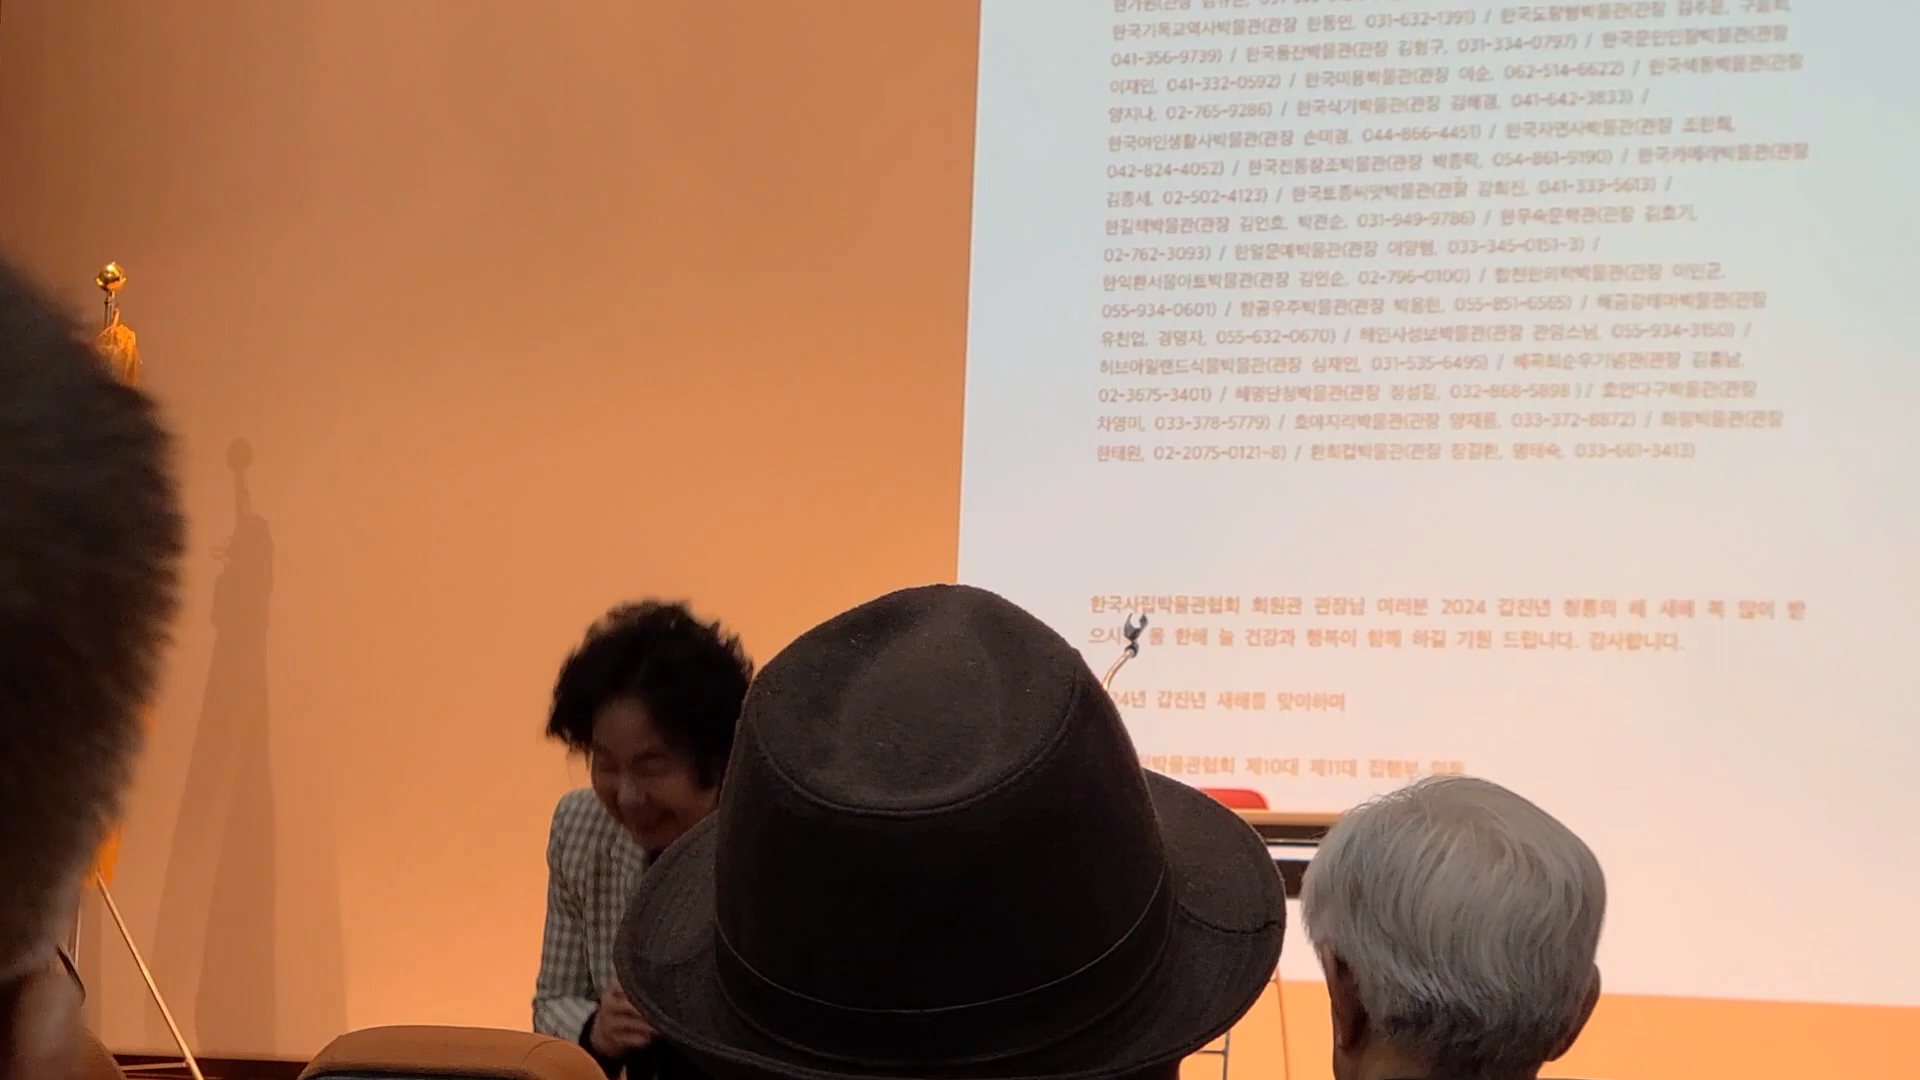 한국기독교역사박물관(관장 한동인, 031-632-1391) / 한국도량형박물관(관장
041-356-9739) / 한국등잔박물관(관장 김형구, 031-334-0797) / 한국문인인장박물관(관장
이재인, 041-332-0592) / 한국미용박물관(관장 이순, 062-514-6622) / 한국색동박물관(관장
양지나, 02-765-9286) / 한국식기박물관(관장 김혜경, 041-642-3833) /
한국여인생활사박물관(관장 손미경, 044-866-4451) / 한국자연사박물관(관장 조한희,
042-824-4052) / 한국전통창조박물관(관장 박종락, 054-861-9190) / 한국카메라박물관(관장
김종세, 02-502-4123) / 한국토종씨앗박물관(관장 강희진, 041-333-5613) /
한길책박물관(관장 김언호, 박관순, 031-949-9786) / 한무숙문학관(관장 김호기,
02-762-3093) / 한얼문예박물관(관장 이양형, 033-345-0151~3) /
한익환서울아트박물관(관장 김인순, 02-796-0100) / 합천한의학박물관(관장
055-934-0601) / 항공우주박물관(관장 박용헌, 055-851-6565) / 해금강테마박물관(관장
유천업, 경명자, 055-632-0670) / 해인사성보박물관(관장 관암스님, 055-934-3150) /
허브아일랜드식물박물관(관장 심재인, 031-535-6495) / 혜곡최순우기념관(관장 김홍남,
02-3675-3401) / 혜명단청박물관(관장 정성길, 032-868-5898 ) / 호안다구박물관(관장
차영미, 033-378-5779) / 호야지리박물관(관장 양재룡, 033-372-8872) / 화정박물관(관장
한태원, 02-2075-0121~8) / 환희컵박물관(관장 장길환, 명태숙, 033-661-3413)
한국사립박물관협회 회원관 관장님 여러분 2024 갑진년 청룡의 해 새해 복 많이 받
으시 올 한해 늘 건강과 행복이 함께 하길 기원 드립니다. 감사합니다.
24년 갑진년 새해를 맞이하며
립박물관협회 제10대 제11대 집행부